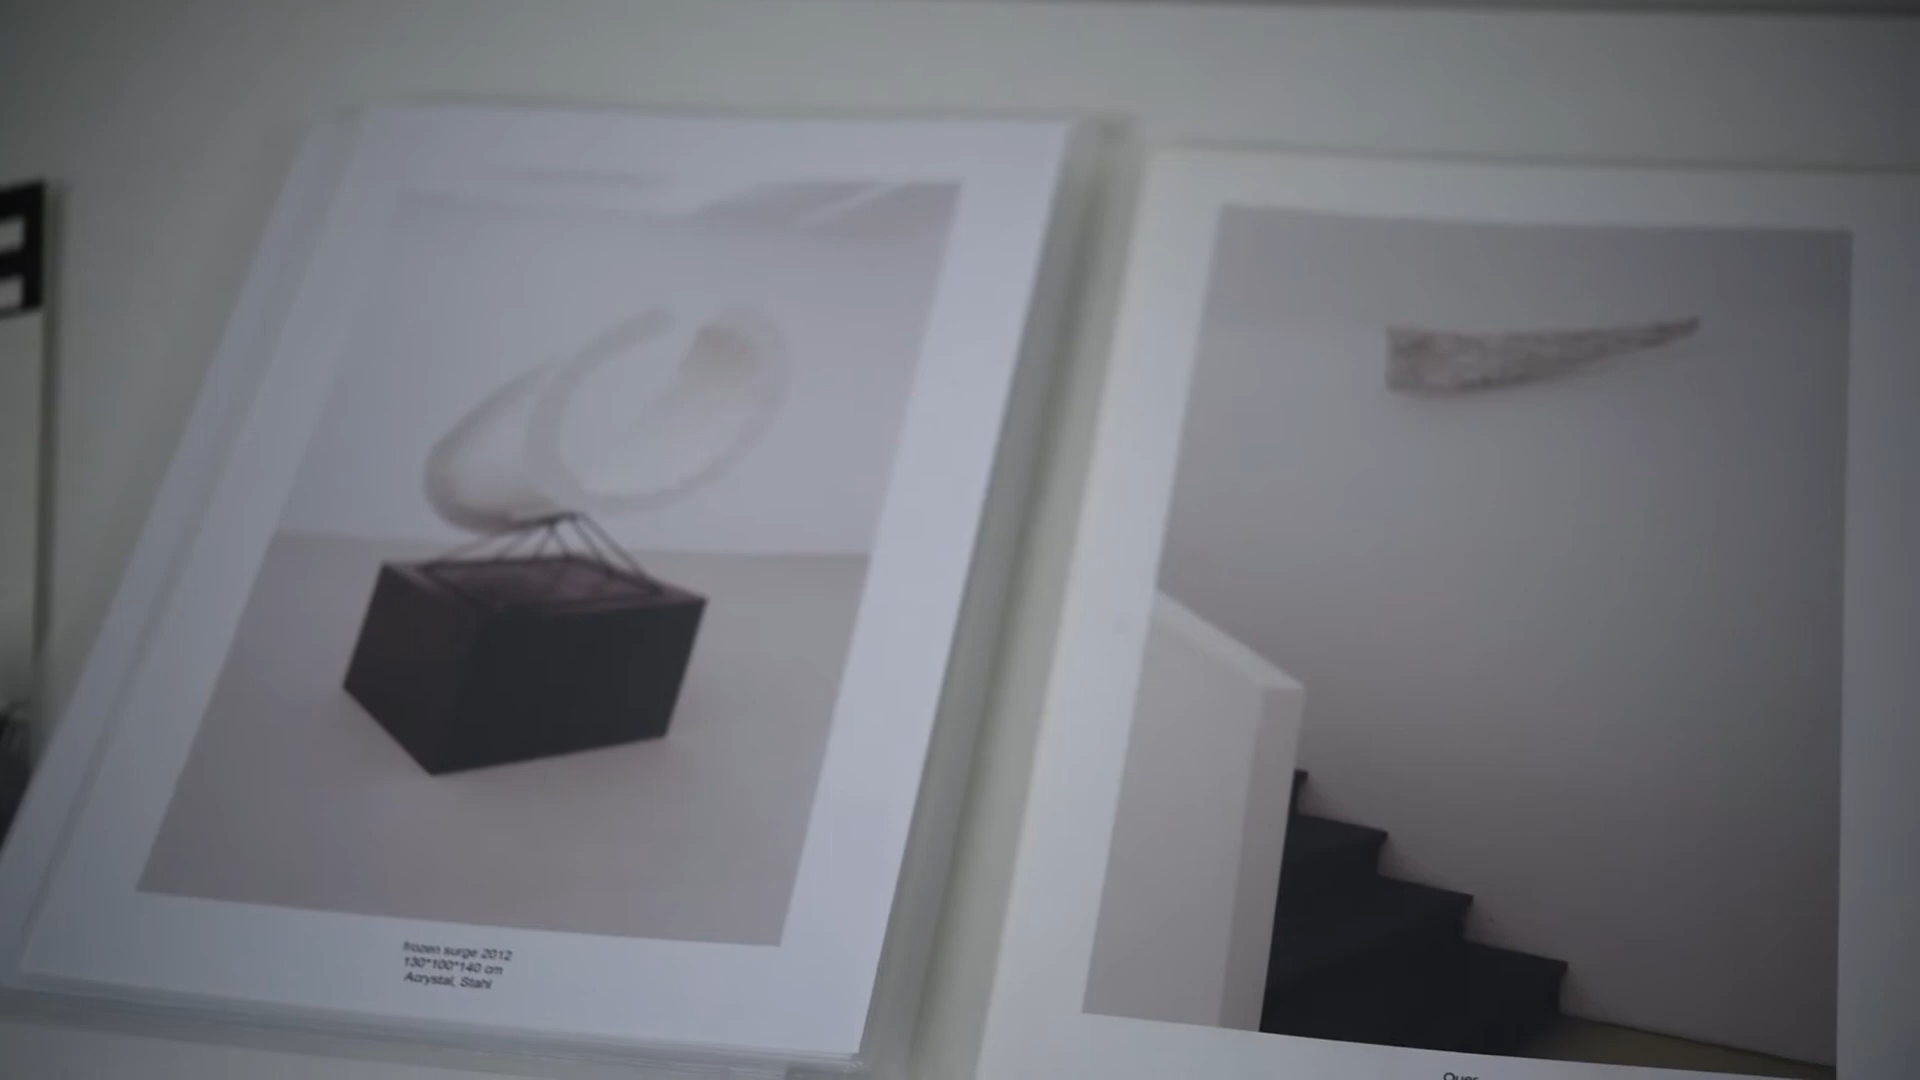 frozen surge 2012
130*100*140 cm
Acrystal, Stahl